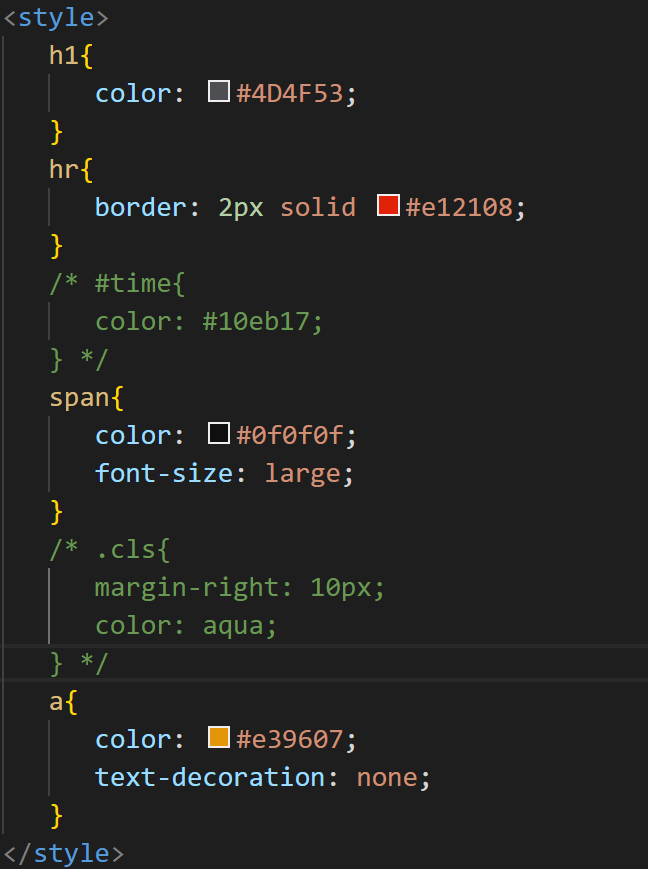 <style>
h1{
color: #4D4F53;
}
hr{
border: 2px solid #e12108;
}
/* #time{
color: #10eb17;
} */
span{
color: #0f0f0f;
font-size: large;
}
/* .cls{
margin-right: 10px;
color: aqua;
} */
a{
color: #e39607;
text-decoration: none;
}
</style>